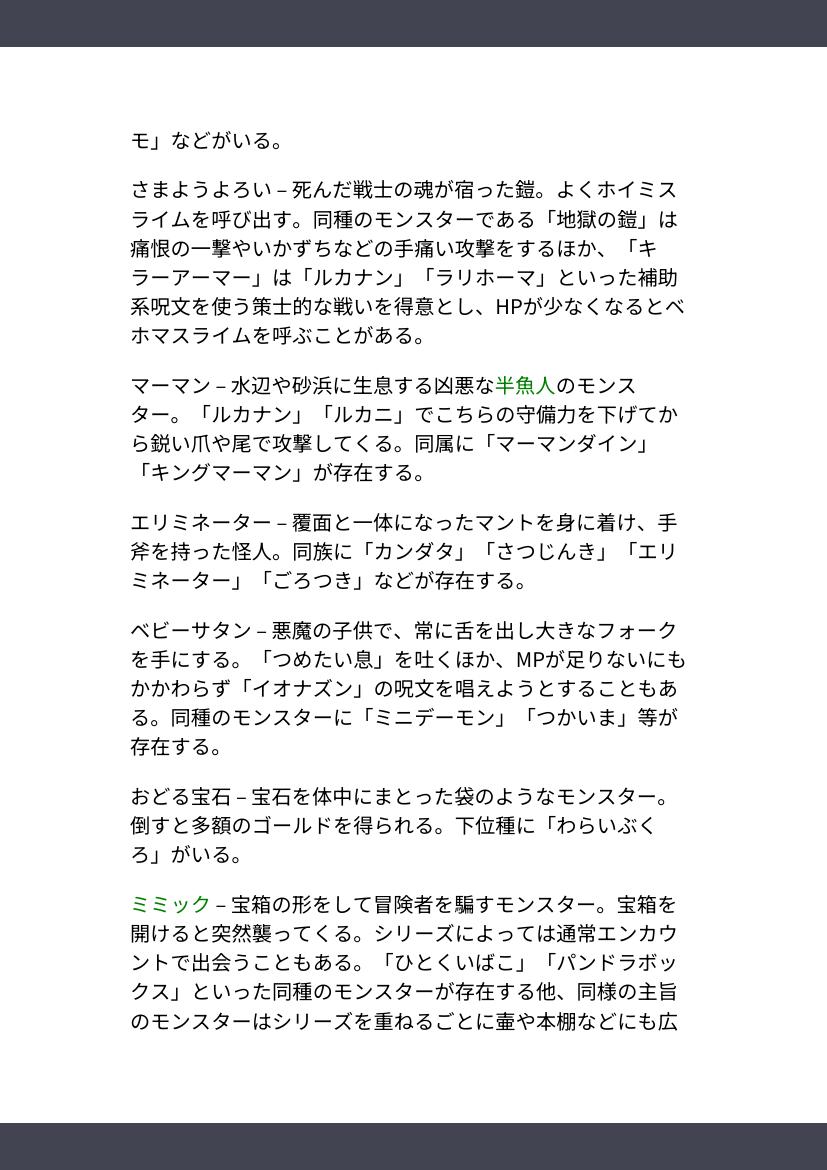 モ」などがいる。
さまようよろい – 死んだ戦士の魂が宿った鎧。よくホイミス
ライムを呼び出す。同種のモンスターである「地獄の鎧」は
痛恨の一撃やいかずちなどの手痛い攻撃をするほか、「キ
ラーアーマー」は「ルカナン」「ラリホーマ」といった補助
系呪文を使う策士的な戦いを得意とし、HPが少なくなるとベ
ホマスライムを呼ぶことがある。
マーマン – 水辺や砂浜に生息する凶悪な半魚人のモンス
ター。「ルカナン」「ルカニ」でこちらの守備力を下げてか
ら鋭い爪や尾で攻撃してくる。同属に「マーマンダイン」
「キングマーマン」が存在する。
エリミネーター – 覆面と一体になったマントを身に着け、手
斧を持った怪人。同族に「カンダタ」「さつじんき」「エリ
ミネーター」「ごろつき」などが存在する。
ベビーサタン – 悪魔の子供で、常に舌を出し大きなフォーク
を手にする。「つめたい息」を吐くほか、MPが足りないにも
かかわらず「イオナズン」の呪文を唱えようとすることもあ
る。同種のモンスターに「ミニデーモン」「つかいま」等が
存在する。
おどる宝石 – 宝石を体中にまとった袋のようなモンスター。
倒すと多額のゴールドを得られる。下位種に「わらいぶく
ろ」がいる。
ミミック – 宝箱の形をして冒険者を騙すモンスター。宝箱を
開けると突然襲ってくる。シリーズによっては通常エンカウ
ントで出会うこともある。「ひとくいばこ」「パンドラボッ
クス」といった同種のモンスターが存在する他、同様の主旨
のモンスターはシリーズを重ねるごとに壷や本棚などにも広